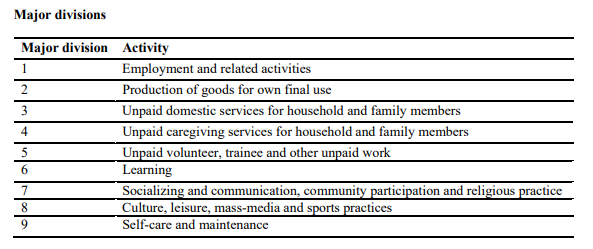 Major divisions
Major division Activity
1 Employment and related activities
2 Production of goods for own final use
3 Unpaid domestic services for household and family members
4 Unpaid caregiving services for household and family members
5 Unpaid volunteer, trainee and other unpaid work
6 Learning
7 Socializing and communication, community participation and religious practice
8 Culture, leisure, mass-media and sports practices
9 Self-care and maintenance